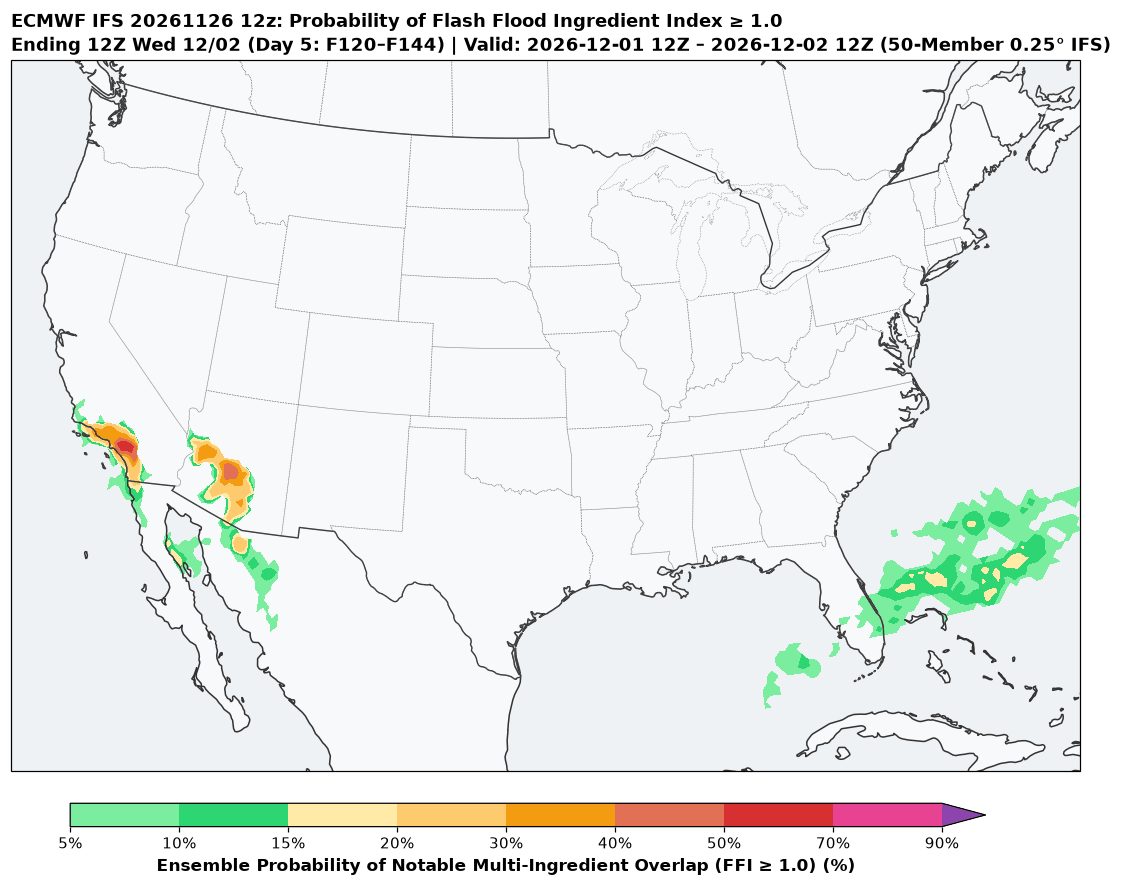 ECMWF IFS 20261126 12z: Probability of Flash Flood Ingredient Index ≥ 1.0
Ending 12Z Wed 12/02 (Day 5: F120–F144) | Valid: 2026-12-01 12Z – 2026-12-02 12Z (50-Member 0.25° IFS)
5% 10% 15% 20% 30% 40% 50% 70% 90%
Ensemble Probability of Notable Multi-Ingredient Overlap (FFI ≥ 1.0) (%)